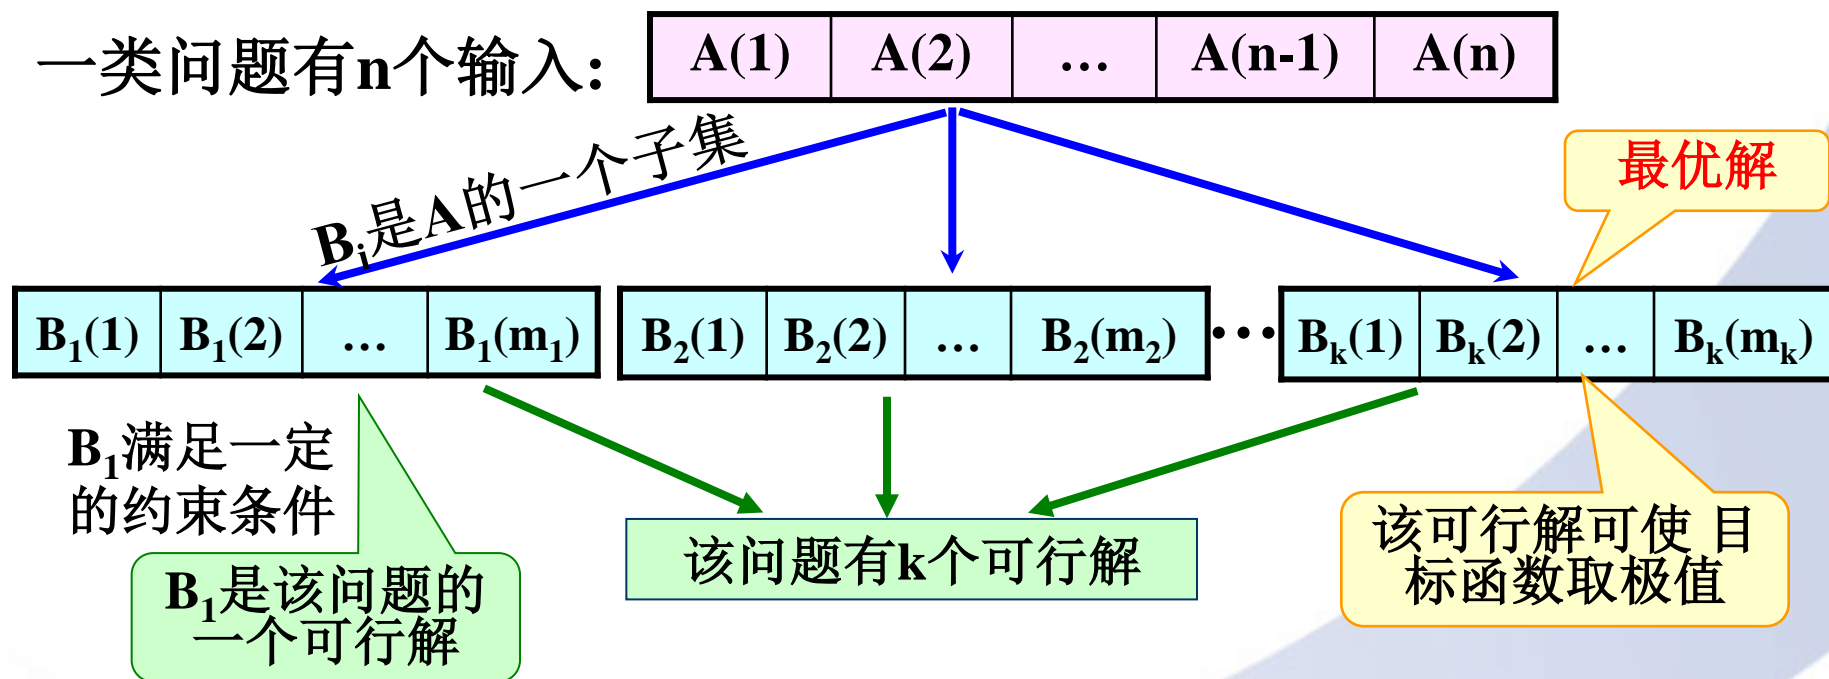 一类问题有n个输入:
A(1) A(2) … A(n-1) A(n)
Bi是A的一个子集
最优解
B1(1) B1(2) … B1(m1) B2(1) B2(2) … B2(m2) … Bk(1) Bk(2) … Bk(mk)
B1满足一定
的约束条件
B1是该问题的
一个可行解
该问题有k个可行解
该可行解可使 目
标函数取极值